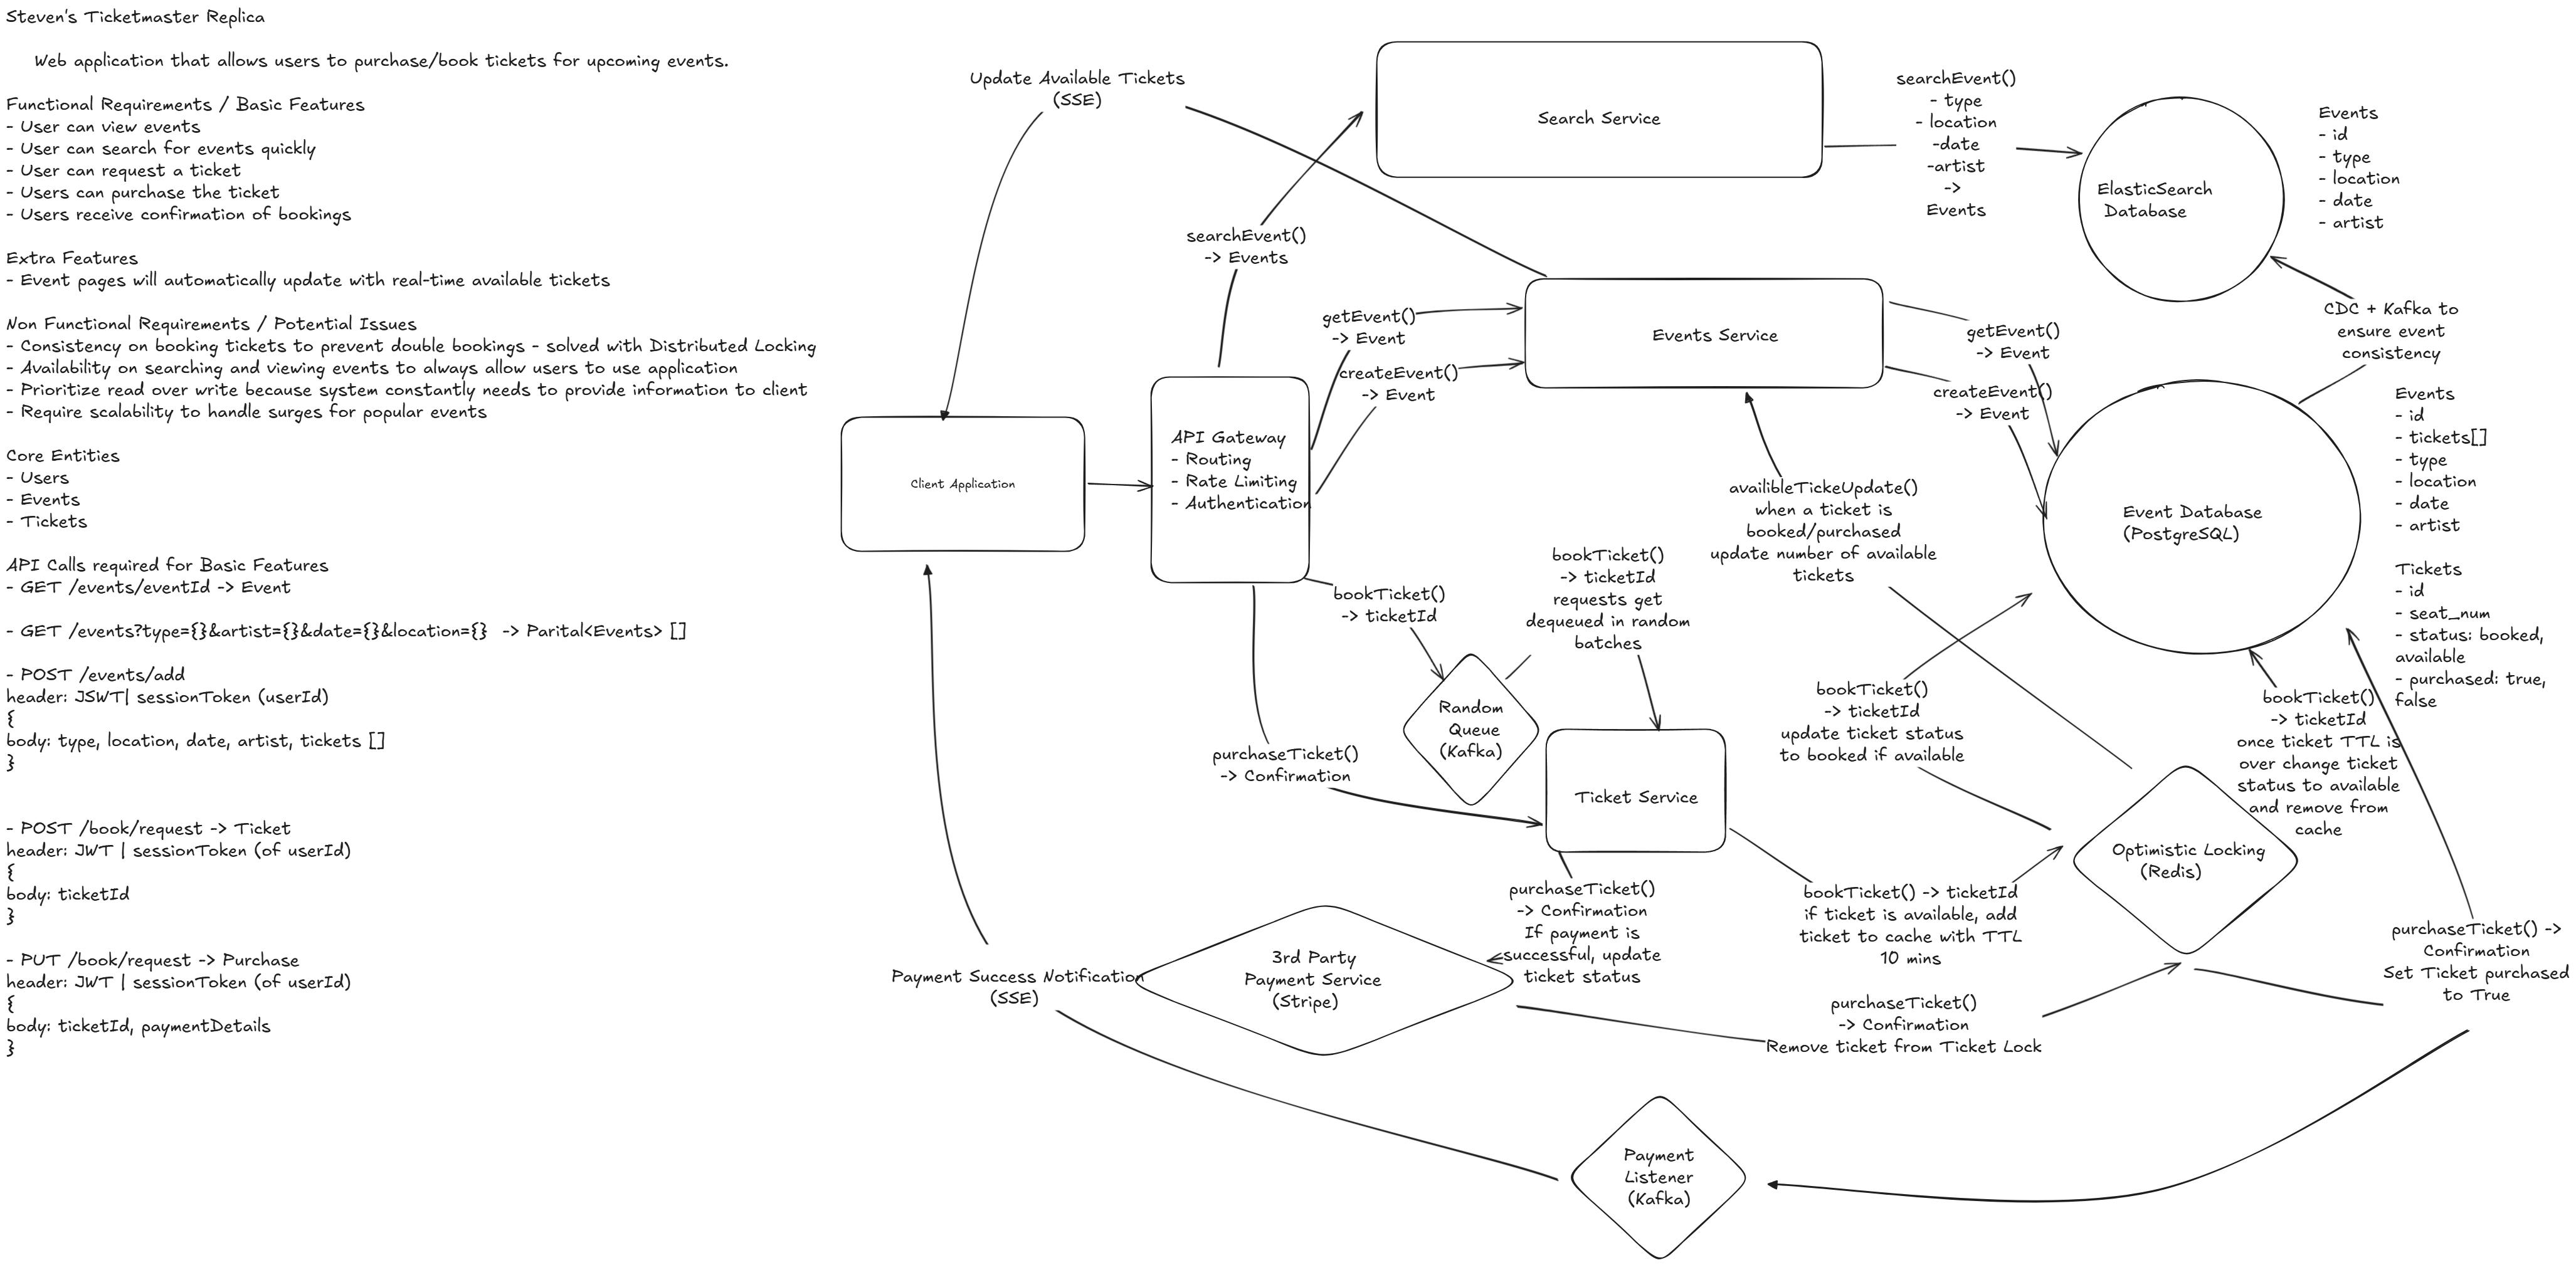 Steven's Ticketmaster Replica
Web application that allows users to purchase/book tickets for upcoming events.
Functional Requirements / Basic Features
- User can view events
- User can search for events quickly
- User can request a ticket
- Users can purchase the ticket
- Users receive confirmation of bookings
Extra Features
- Event pages will automatically update with real-time available tickets
Non Functional Requirements / Potential Issues
- Consistency on booking tickets to prevent double bookings - solved with Distributed Locking
- Availability on searching and viewing events to always allow users to use application
- Prioritize read over write because system constantly needs to provide information to client
- Require scalability to handle surges for popular events
Core Entities
- Users
- Events
- Tickets
API Calls required for Basic Features
- GET /events/eventId -> Event
- GET /events?type={}&artist={}&date={}&location={} -> Parital<Events> []
- POST /events/add
header: JSWT| sessionToken (userId)
{
body: type, location, date, artist, tickets []
}
- POST /book/request -> Ticket
header: JWT | sessionToken (of userId)
{
body: ticketId
}
- PUT /book/request -> Purchase
header: JWT | sessionToken (of userId)
{
body: ticketId, paymentDetails
}
Update Available Tickets
(SSE)
Search Service
searchEvent()
- type
- location
-date
-artist
->
Events
ElasticSearch
Database
Events
- id
- type
- location
- date
- artist
searchEvent()
-> Events
getEvent()
-> Event
createEvent()
-> Event
Events Service
getEvent()
-> Event
createEvent()
-> Event
CDC + Kafka to
ensure event
consistency
Client Application
API Gateway
- Routing
- Rate Limiting
- Authentication
Event Database
(PostgreSQL)
Events
- id
- tickets[]
- type
- location
- date
- artist
Tickets
- id
- seat_num
- status: booked,
available
- purchased: true,
false
availibleTickeUpdate()
when a ticket is
booked/purchased
update number of available
tickets
bookTicket()
-> ticketId
bookTicket()
-> ticketId
requests get
dequeued in random
batches
Random
Queue
(Kafka)
purchaseTicket()
-> Confirmation
Ticket Service
bookTicket()
-> ticketId
update ticket status
to booked if available
bookTicket()
-> ticketId
once ticket TTL is
over change ticket
status to available
and remove from
cache
Optimistic Locking
(Redis)
bookTicket() -> ticketId
if ticket is available, add
ticket to cache with TTL
10 mins
purchaseTicket()
-> Confirmation
If payment is
successful, update
ticket status
3rd Party
Payment Service
(Stripe)
Payment Success Notification
(SSE)
purchaseTicket()
-> Confirmation
Remove ticket from Ticket Lock
purchaseTicket() ->
Confirmation
Set Ticket purchased
to True
Payment
Listener
(Kafka)